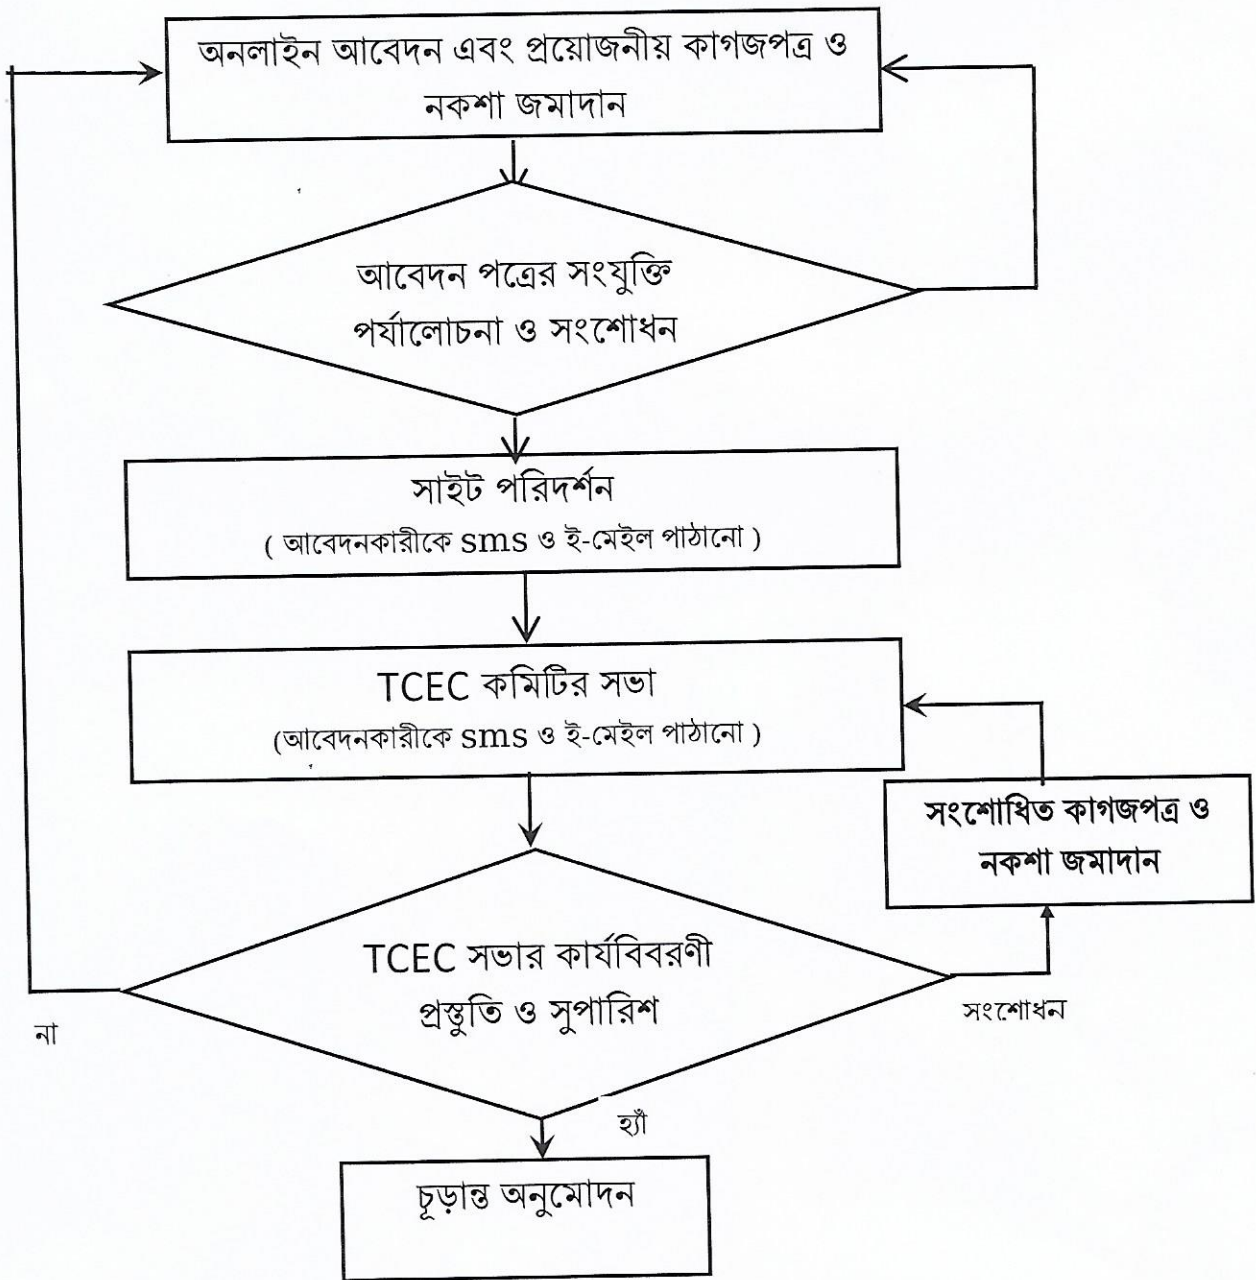 অনলাইন আবেদন এবং প্রয়োজনীয় কাগজপত্র ও
নকশা জমাদান
আবেদন পত্রের সংযুক্তি
পর্যালোচনা ও সংশোধন
সাইট পরিদর্শন
( আবেদনকারীকে sms ও ই-মেইল পাঠানো )
TCEC কমিটির সভা
(আবেদনকারীকে sms ও ই-মেইল পাঠানো )
সংশোধিত কাগজপত্র ও
নকশা জমাদান
TCEC সভার কার্যবিবরণী
প্রস্তুতি ও সুপারিশ
সংশোধন
না
হ্যাঁ
চূড়ান্ত অনুমোদন